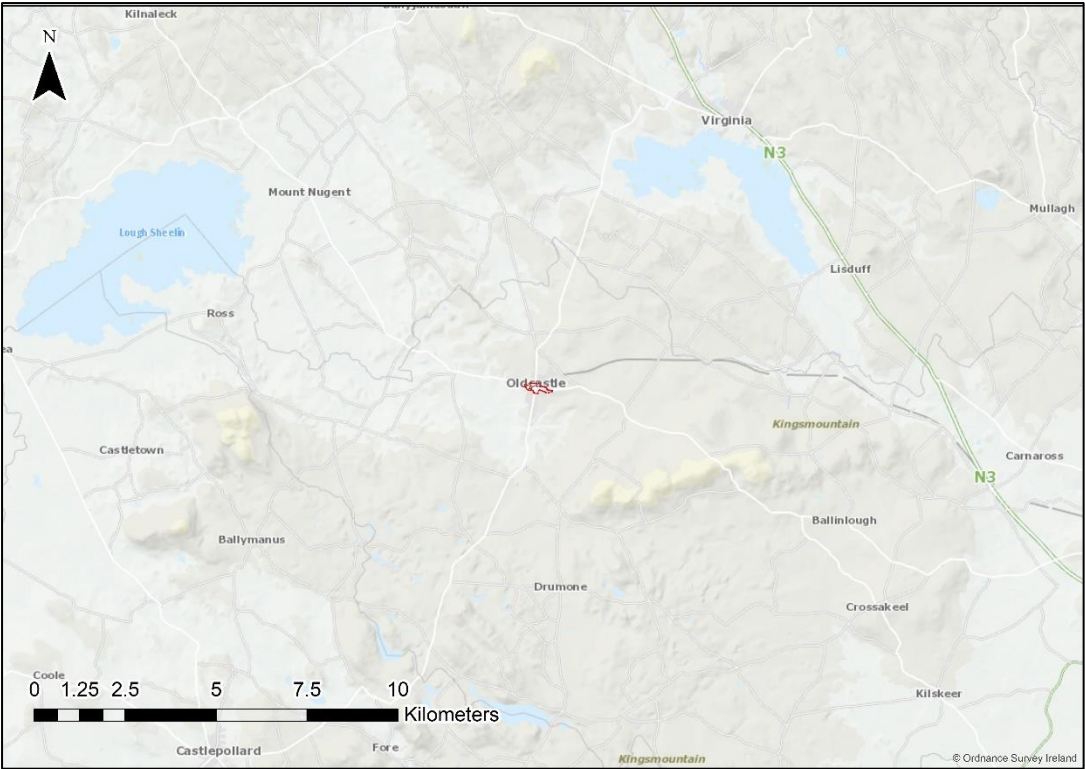 Kilnaleck
N
Virginia
N3
Mount Nugent
Mullagh
Lough Sheelin
Lisduff
Ross
ea
Oldcastle
Kingsmountain
Castletown
Carnaross
N3
Ballinlough
Ballymanus
Drumone
Crossakeel
Coole
0 1.25 2.5 5 7.5 10
Kilskeer
Kilometers
Castlepollard
Fore
Kingsmountain
© Ordnance Survey Ireland